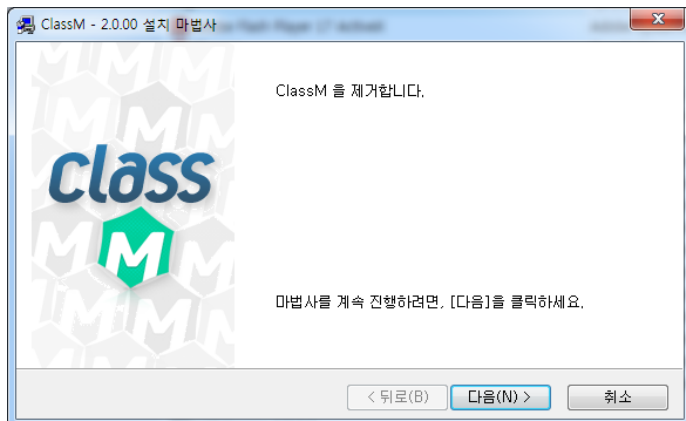 ClassM - 2.0.00 설치 마법사
ClassM 을 제거합니다.
class
M
마법사를 계속 진행하려면, [다음]을 클릭하세요.
< 뒤로(B)
다음(N) >
취소